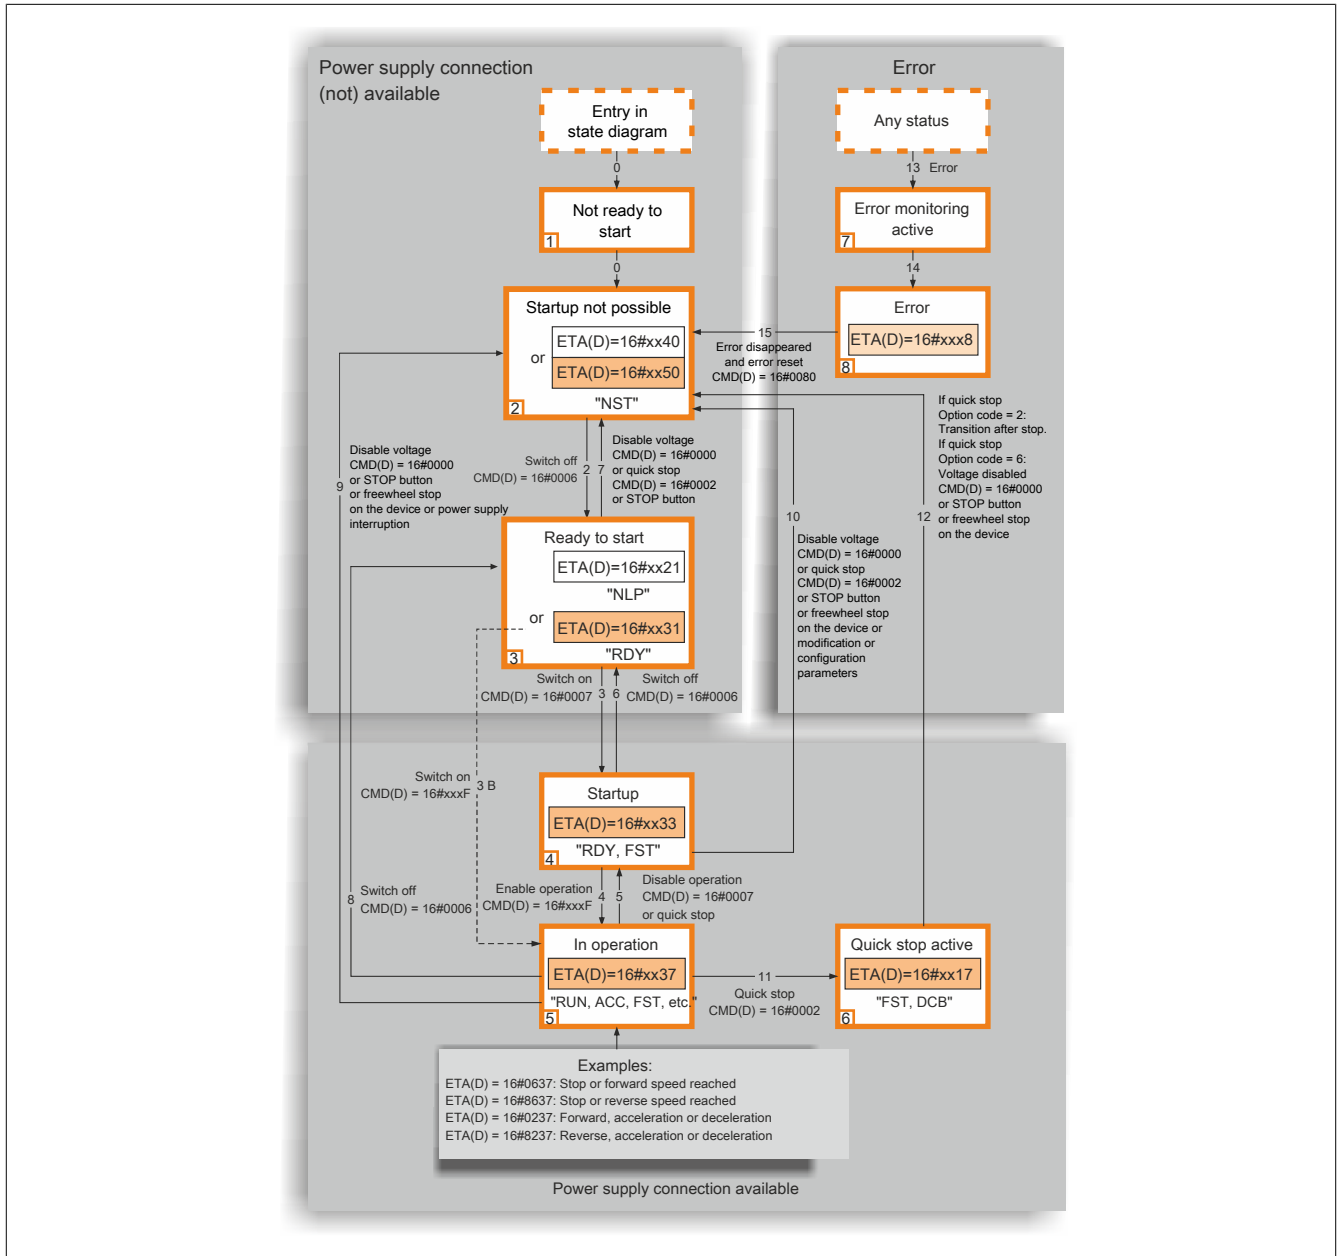 Power supply connection
(not) available
Entry in
state diagram
0
Not ready to
start
1
0
Startup not possible
ETA(D)=16#xx40
or
ETA(D)=16#xx50
"NST"
2
Error
Any status
13 Error
Error monitoring
active
7
14
Error
ETA(D)=16#xxx8
8
15
Error disappeared
and error reset
CMD(D) = 16#0080
If quick stop
Option code = 2:
Transition after stop.
If quick stop
Option code = 6:
Voltage disabled
CMD(D) = 16#0000
or STOP button
or freewheel stop
on the device
12
9
Disable voltage
CMD(D) = 16#0000
or STOP button
or freewheel stop
on the device or power supply
interruption
Switch off
CMD(D) = 16#0006
2
7
Disable voltage
CMD(D) = 16#0000
or quick stop
CMD(D) = 16#0002
or STOP button
10
Disable voltage
CMD(D) = 16#0000
or quick stop
CMD(D) = 16#0002
or STOP button
or freewheel stop
on the device or
modification or
configuration
parameters
Ready to start
ETA(D)=16#xx21
"NLP"
or
ETA(D)=16#xx31
"RDY"
3
Switch on
CMD(D) = 16#0007
3
6
Switch off
CMD(D) = 16#0006
Switch on
CMD(D) = 16#xxxF
3 B
Startup
ETA(D)=16#xx33
"RDY, FST"
4
8
Switch off
CMD(D) = 16#0006
Enable operation
CMD(D) = 16#xxxF
4
5
Disable operation
CMD(D) = 16#0007
or quick stop
In operation
ETA(D)=16#xx37
"RUN, ACC, FST, etc."
5
11
Quick stop
CMD(D) = 16#0002
Quick stop active
ETA(D)=16#xx17
"FST, DCB"
6
Examples:
ETA(D) = 16#0637: Stop or forward speed reached
ETA(D) = 16#8637: Stop or reverse speed reached
ETA(D) = 16#0237: Forward, acceleration or deceleration
ETA(D) = 16#8237: Reverse, acceleration or deceleration
Power supply connection available